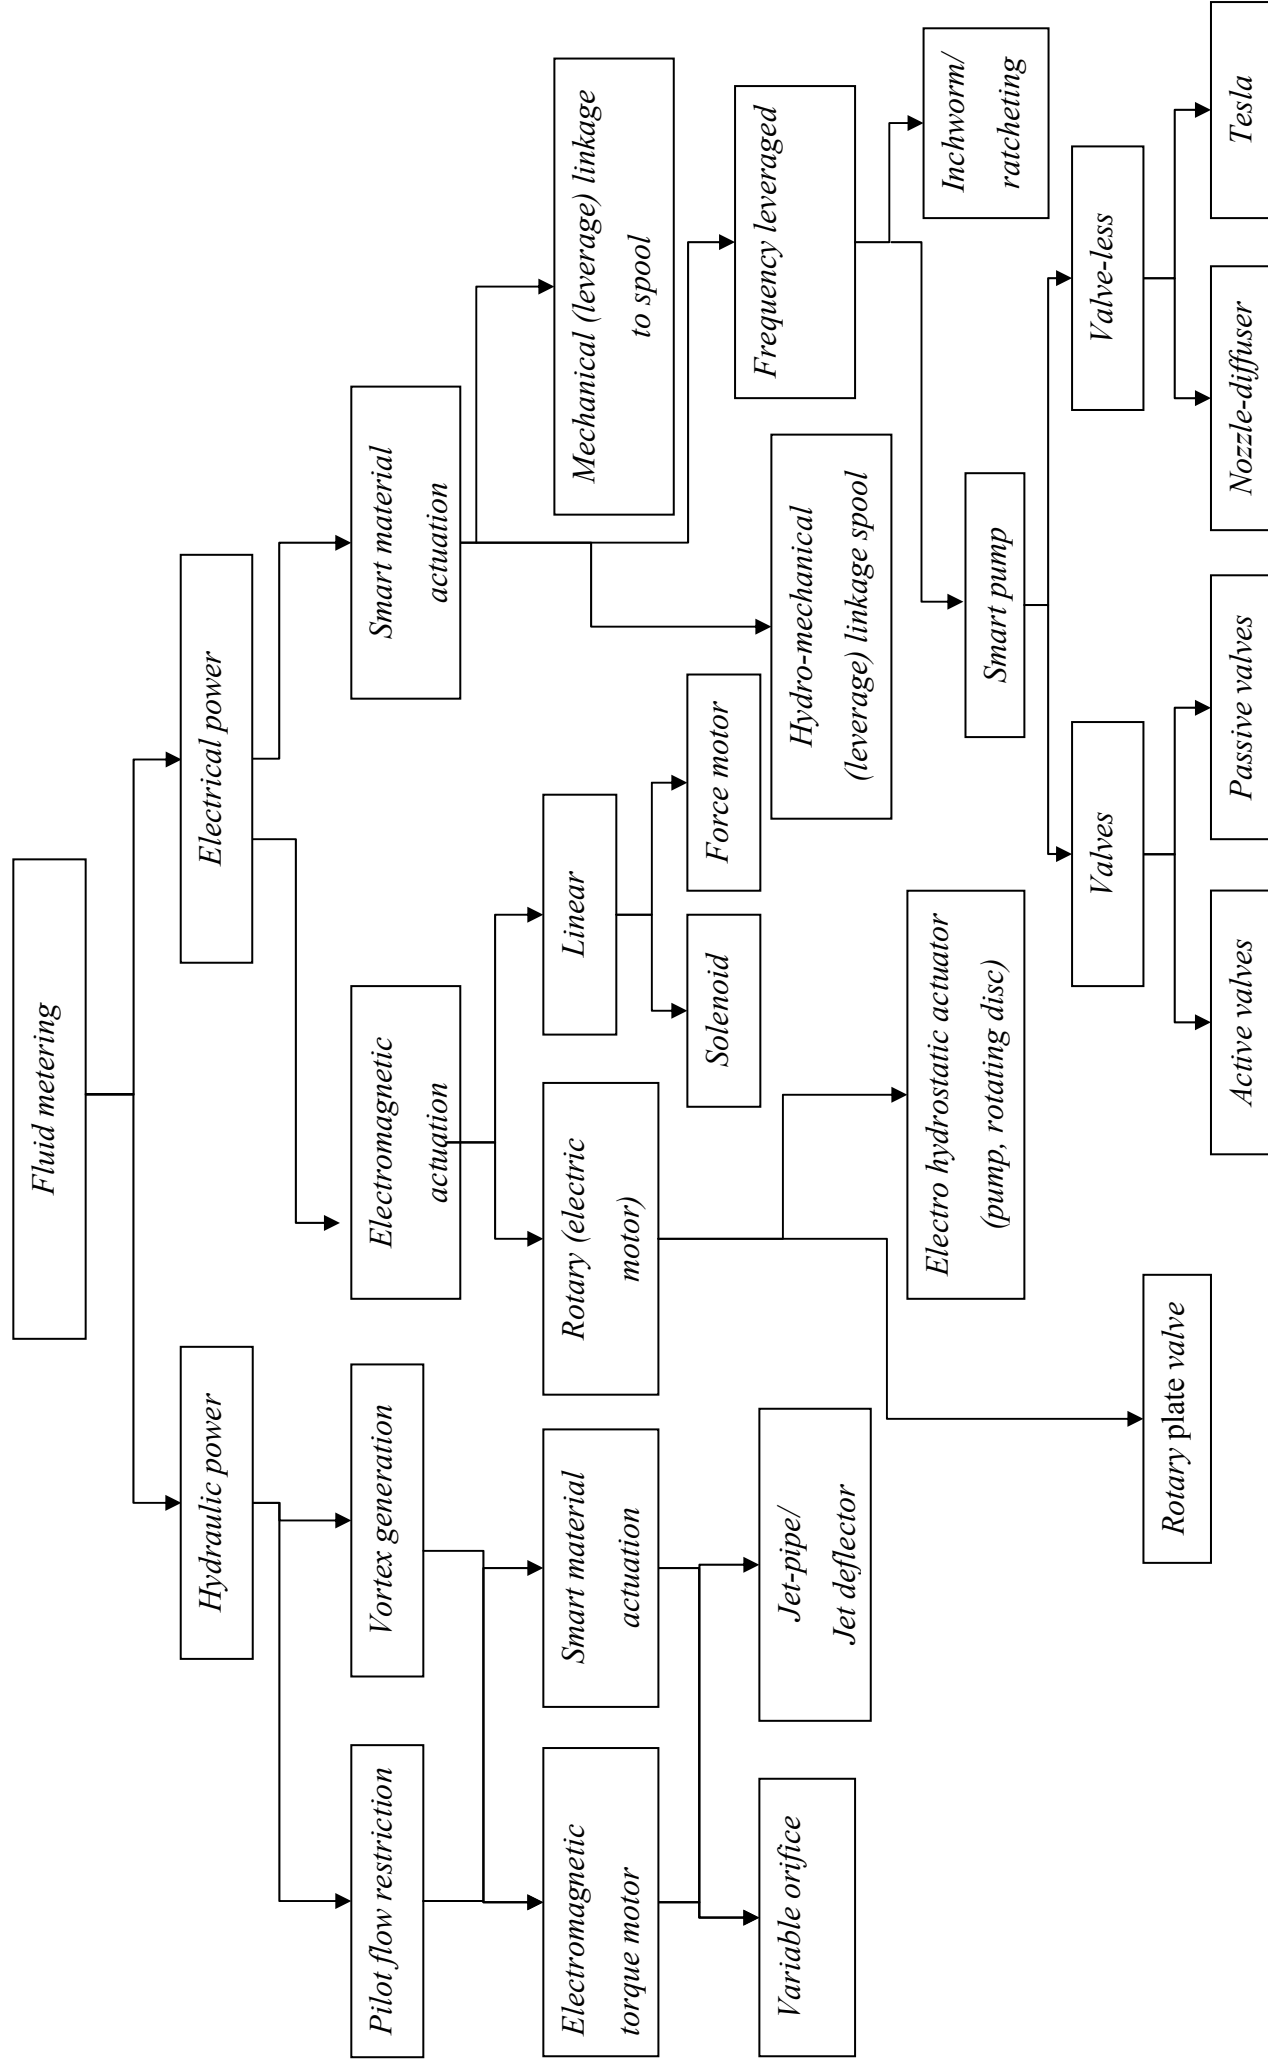 Fluid metering
Hydraulic power
Electrical power
Pilot flow restriction
Vortex generation
Electromagnetic
actuation
Smart material
actuation
Electromagnetic
torque motor
Smart material
actuation
Rotary (electric
motor)
Linear
Mechanical (leverage) linkage
to spool
Solenoid
Force motor
Variable orifice
Jet-pipe/
Jet deflector
Hydro-mechanical
(leverage) linkage spool
Frequency leveraged
Electro hydrostatic actuator
(pump, rotating disc)
Smart pump
Inchworm/
ratcheting
Valves
Valve-less
Rotary plate valve
Active valves
Passive valves
Nozzle-diffuser
Tesla